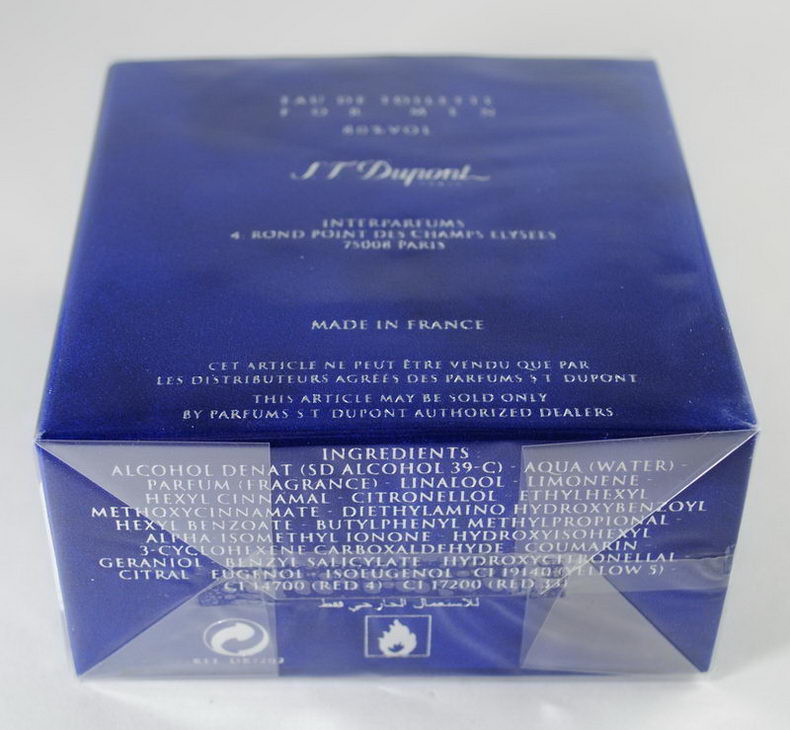 EAU DE TOILETTE
FOR MEN
S T Dupont
PARIS
INTERPARFUMS
4. ROND POINT DES CHAMPS ELYSEES
75008 PARIS
MADE IN FRANCE
CET ARTICLE NE PEUT ÊTRE VENDU QUE PAR
LES DISTRIBUTEURS AGRÉÉS DES PARFUMS S T DUPONT
THIS ARTICLE MAY BE SOLD ONLY
BY PARFUMS S T DUPONT AUTHORIZED DEALERS
INGREDIENTS
ALCOHOL DENAT (SD ALCOHOL 39-C) - AQUA (WATER) -
PARFUM (FRAGRANCE) - LINALOOL - LIMONENE -
HEXYL CINNAMAL - CITRONELLOL ETHYLHEXYL
METHOXYCINNAMATE - DIETHYLAMINO HYDROXYBENZOYL
HEXYL BENZOATE - BUTYLPHENYL METHYLPROPIONAL -
ALPHA ISOMETHYL IONONE HYDROXYISOHEXYL
3-CYCLOHEXENE CARBOXALDEHYDE COUMARIN
GERANIOL BENZYL SALICYLATE HYDROXYCITRONELLAL
CITRAL EUGENOL - ISOEUGENOL - CI 19140 (YELLOW 5) -
CI 14700 (RED 4) CI 17200 (RED 33)
للاستعمال الخارجي فقط